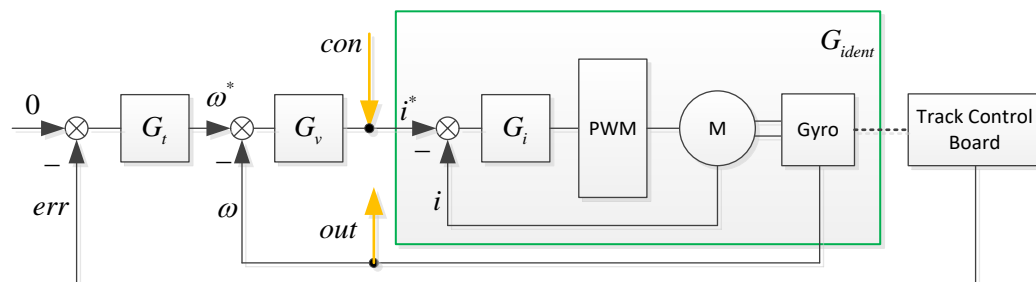 con
G_ident
0
ω*
i*
G_t
G_v
G_i
PWM
M
Gyro
Track Control
Board
−
−
−
err
ω
out
i